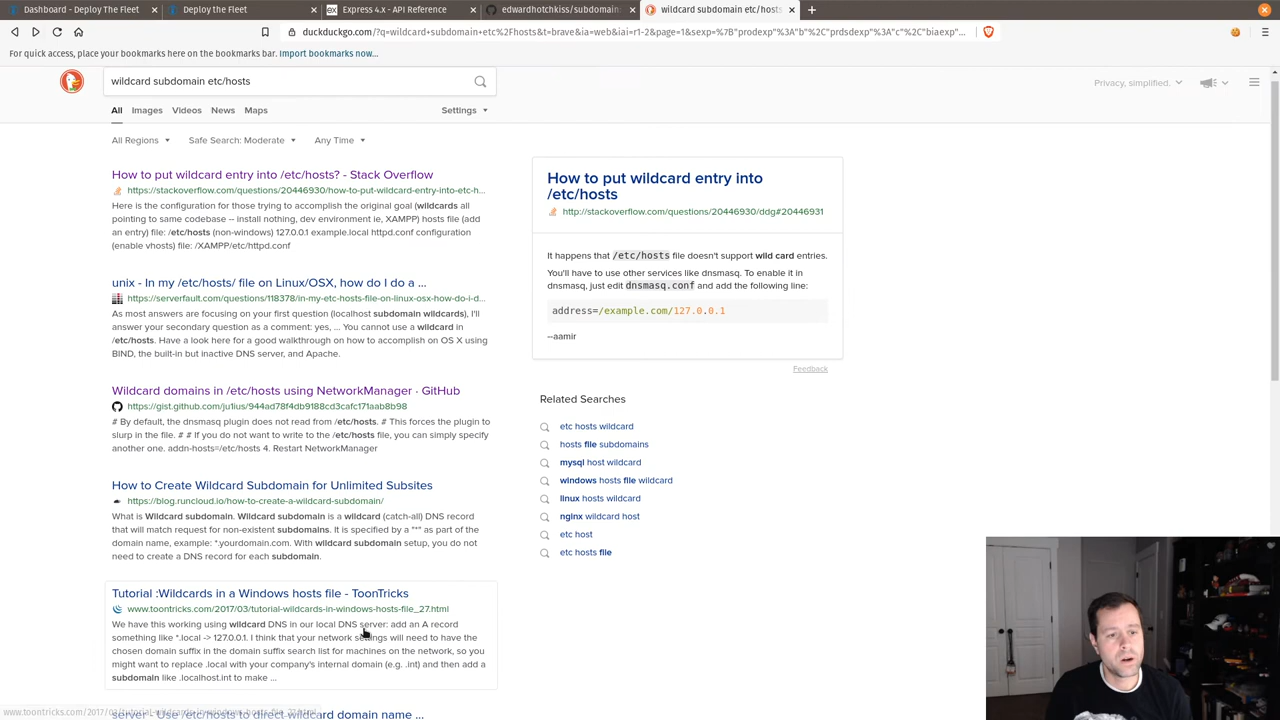 Dashboard - Deploy The Fleet
Deploy the Fleet
Express 4.x - API Reference
edwardhotchkiss/subdomain
wildcard subdomain etc/hosts
duckduckgo.com/?q=wildcard+subdomain+etc%2Fhosts&t=brave&ia=web&iai=r1-2&page=1&sexp=%7B"prodexp"%3A"b"%2C"prdsdexp"%3A"c"%2C"biaexp"...
For quick access, place your bookmarks here on the bookmarks bar. Import bookmarks now...
wildcard subdomain etc/hosts
Privacy, simplified.
All Images Videos News Maps Settings
All Regions Safe Search: Moderate Any Time
How to put wildcard entry into /etc/hosts? - Stack Overflow
https://stackoverflow.com/questions/20446930/how-to-put-wildcard-entry-into-etc-h...
Here is the configuration for those trying to accomplish the original goal (wildcards all
pointing to same codebase -- install nothing, dev environment ie, XAMPP) hosts file (add
an entry) file: /etc/hosts (non-windows) 127.0.0.1 example.local httpd.conf configuration
(enable vhosts) file: /XAMPP/etc/httpd.conf
unix - In my /etc/hosts/ file on Linux/OSX, how do I do a ...
https://serverfault.com/questions/118378/in-my-etc-hosts-file-on-linux-osx-how-do-i-d...
As most answers are focusing on your first question (localhost subdomain wildcards), I'll
answer your secondary question as a comment: yes, ... You cannot use a wildcard in
/etc/hosts. Have a look here for a good walkthrough on how to accomplish on OS X using
BIND, the built-in but inactive DNS server, and Apache.
Wildcard domains in /etc/hosts using NetworkManager · GitHub
https://gist.github.com/ju1ius/944ad78f4db9188cd3cafc171aab8b98
# By default, the dnsmasq plugin does not read from /etc/hosts. # This forces the plugin to
slurp in the file. # # If you do not want to write to the /etc/hosts file, you can simply specify
another one. addn-hosts=/etc/hosts 4. Restart NetworkManager
How to Create Wildcard Subdomain for Unlimited Subsites
https://blog.runcloud.io/how-to-create-a-wildcard-subdomain/
What is Wildcard subdomain. Wildcard subdomain is a wildcard (catch-all) DNS record
that will match request for non-existent subdomains. It is specified by a "*" as part of the
domain name, example: *.yourdomain.com. With wildcard subdomain setup, you do not
need to create a DNS record for each subdomain.
Tutorial :Wildcards in a Windows hosts file - ToonTricks
www.toontricks.com/2017/03/tutorial-wildcards-in-windows-hosts-file_27.html
We have this working using wildcard DNS in our local DNS server: add an A record
something like *.local -> 127.0.0.1. I think that your network settings will need to have the
chosen domain suffix in the domain suffix search list for machines on the network, so you
might want to replace .local with your company's internal domain (e.g. .int) and then add a
subdomain like .localhost.int to make ...
server - Use /etc/hosts to direct wildcard domain name ...
How to put wildcard entry into
/etc/hosts
http://stackoverflow.com/questions/20446930/ddg#20446931
It happens that /etc/hosts file doesn't support wild card entries.
You'll have to use other services like dnsmasq. To enable it in
dnsmasq, just edit dnsmasq.conf and add the following line:
address=/example.com/127.0.0.1
--aamir
Feedback
Related Searches
etc hosts wildcard
hosts file subdomains
mysql host wildcard
windows hosts file wildcard
linux hosts wildcard
nginx wildcard host
etc host
etc hosts file